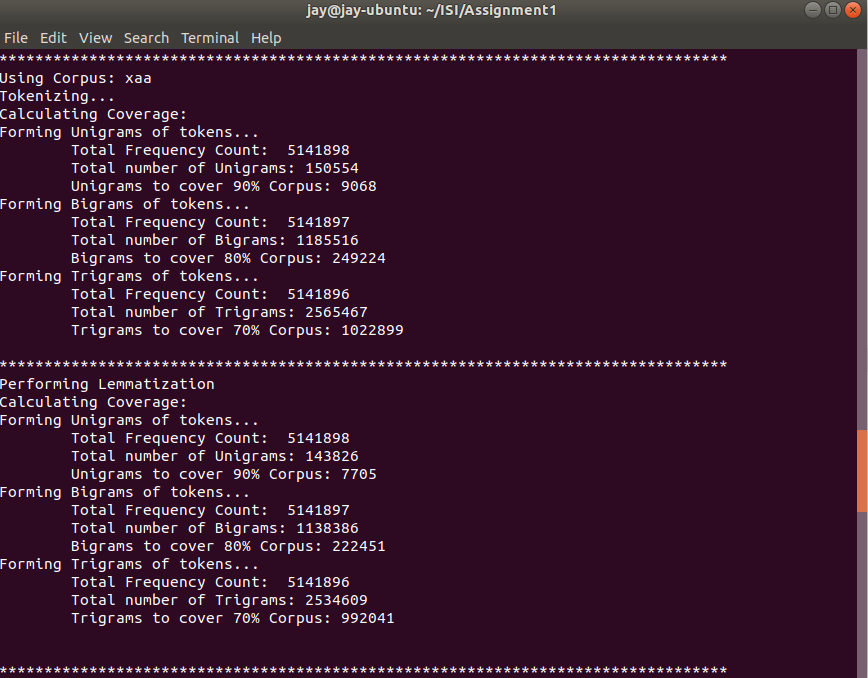 jay@jay-ubuntu: ~/ISI/Assignment1
File Edit View Search Terminal Help
*********************************************************************************
Using Corpus: xaa
Tokenizing...
Calculating Coverage:
Forming Unigrams of tokens...
Total Frequency Count:  5141898
Total number of Unigrams: 150554
Unigrams to cover 90% Corpus: 9068
Forming Bigrams of tokens...
Total Frequency Count:  5141897
Total number of Bigrams: 1185516
Bigrams to cover 80% Corpus: 249224
Forming Trigrams of tokens...
Total Frequency Count:  5141896
Total number of Trigrams: 2565467
Trigrams to cover 70% Corpus: 1022899
*********************************************************************************
Performing Lemmatization
Calculating Coverage:
Forming Unigrams of tokens...
Total Frequency Count:  5141898
Total number of Unigrams: 143826
Unigrams to cover 90% Corpus: 7705
Forming Bigrams of tokens...
Total Frequency Count:  5141897
Total number of Bigrams: 1138386
Bigrams to cover 80% Corpus: 222451
Forming Trigrams of tokens...
Total Frequency Count:  5141896
Total number of Trigrams: 2534609
Trigrams to cover 70% Corpus: 992041
*********************************************************************************